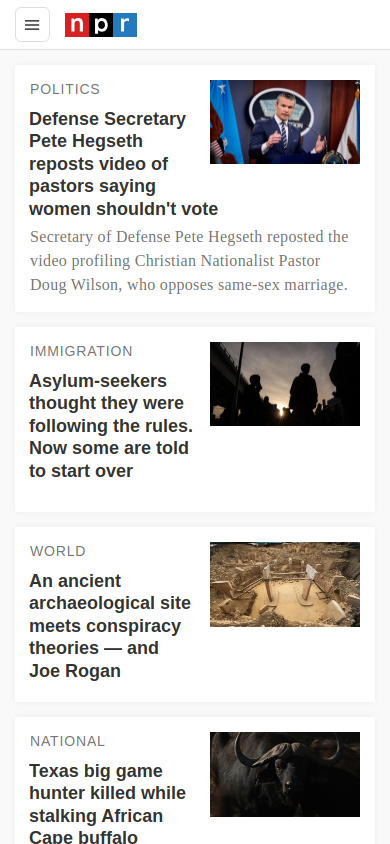 npr
POLITICS
Defense Secretary
Pete Hegseth
reposts video of
pastors saying
women shouldn't vote
Secretary of Defense Pete Hegseth reposted the
video profiling Christian Nationalist Pastor
Doug Wilson, who opposes same-sex marriage.
IMMIGRATION
Asylum-seekers
thought they were
following the rules.
Now some are told
to start over
WORLD
An ancient
archaeological site
meets conspiracy
theories — and
Joe Rogan
NATIONAL
Texas big game
hunter killed while
stalking African
Cape buffalo